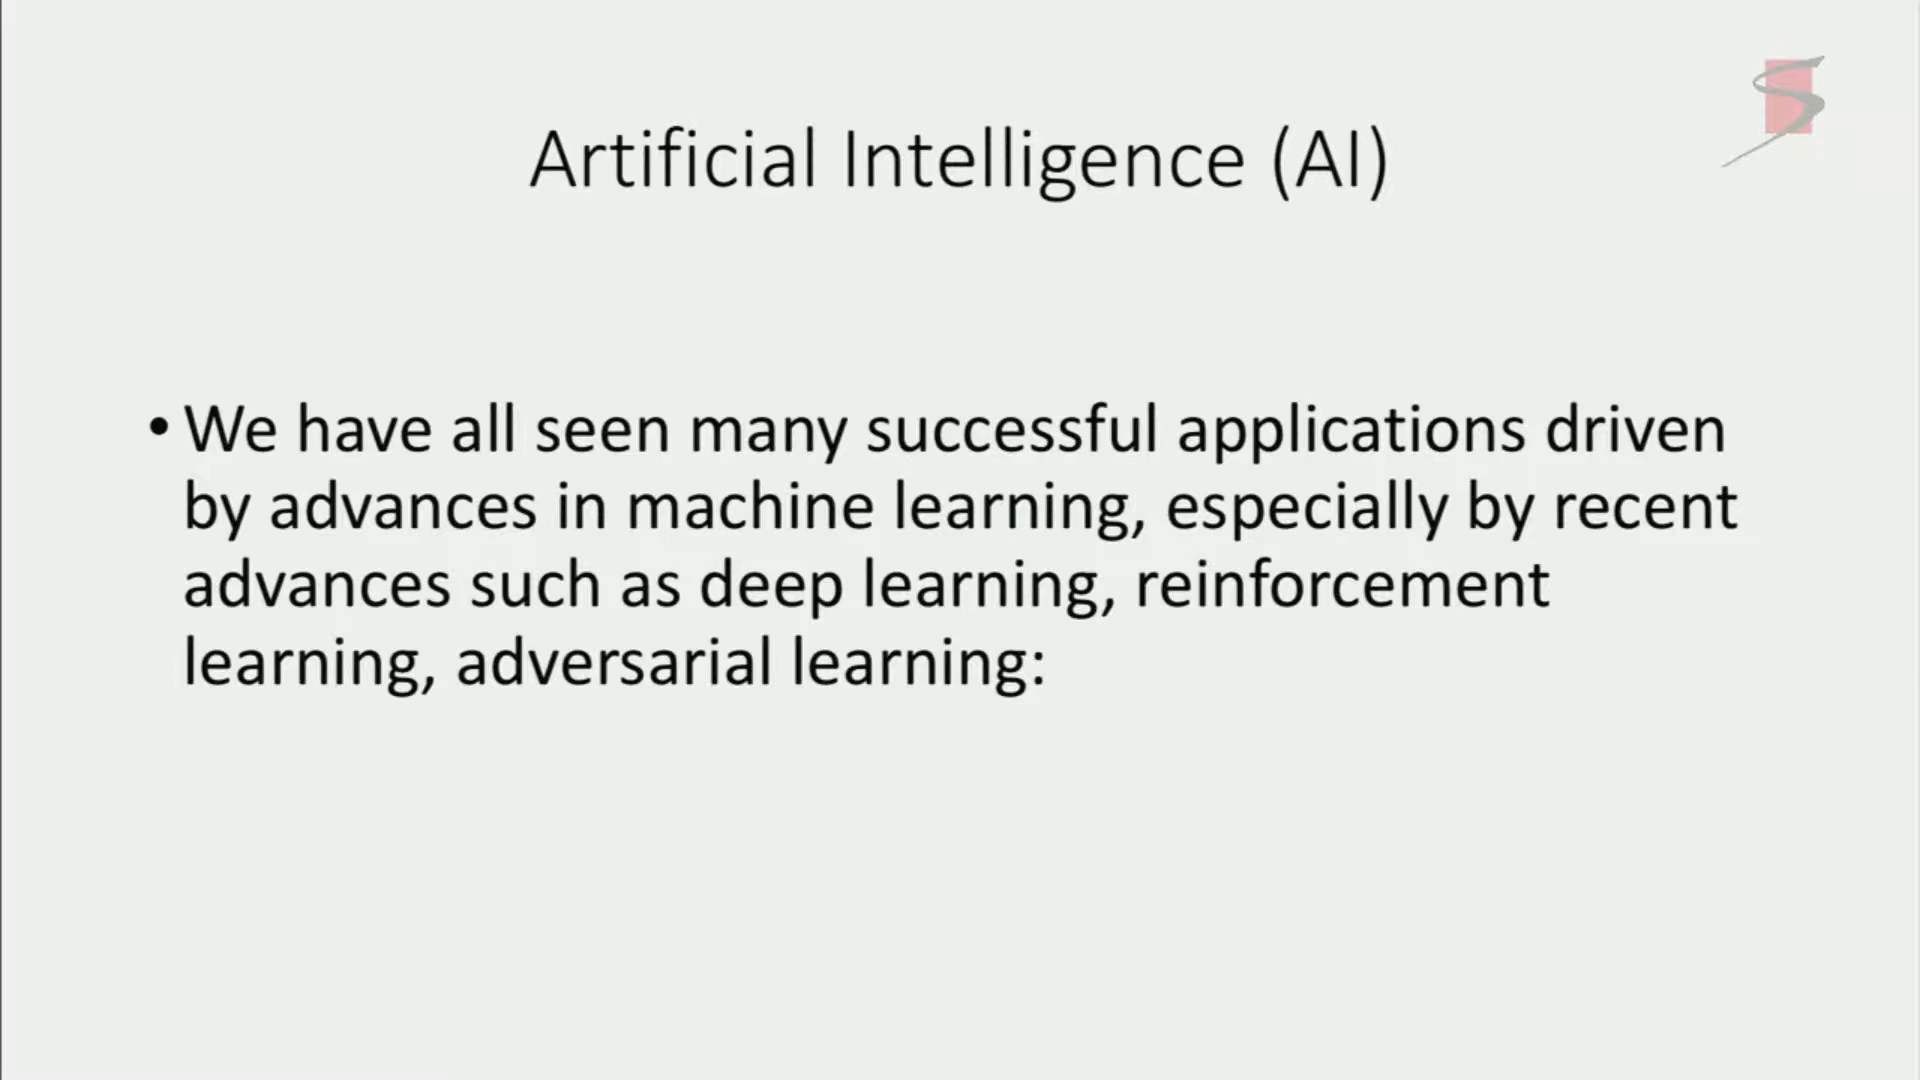 Artificial Intelligence (AI)
• We have all seen many successful applications driven
by advances in machine learning, especially by recent
advances such as deep learning, reinforcement
learning, adversarial learning: